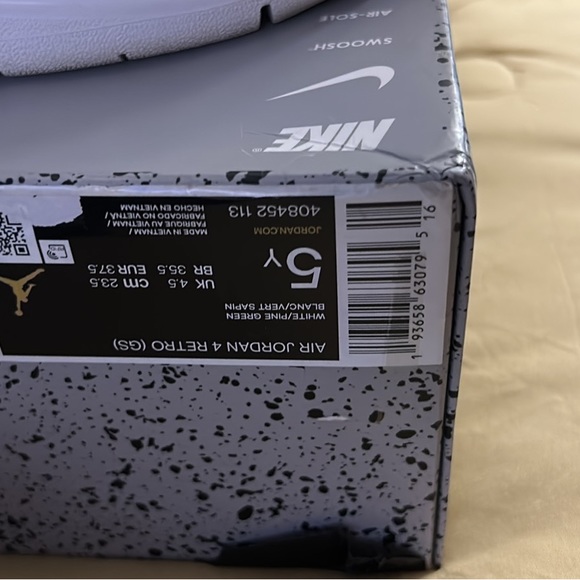 AIR JORDAN 4 RETRO (GS)
WHITE/PINE GREEN
BLANC/VERT SAPIN
5Y
UK 4.5 cm 23.5
BR 35.5 EUR 37.5
JORDAN.COM
408452 113
MADE IN VIETNAM /
FABRIQUE AU VIETNAM /
FABRICADO NO VIETNÃ /
HECHO EN VIETNAM
1 93658 63079 5 16
NIKE®
SWOOSH
AIR-SOLE